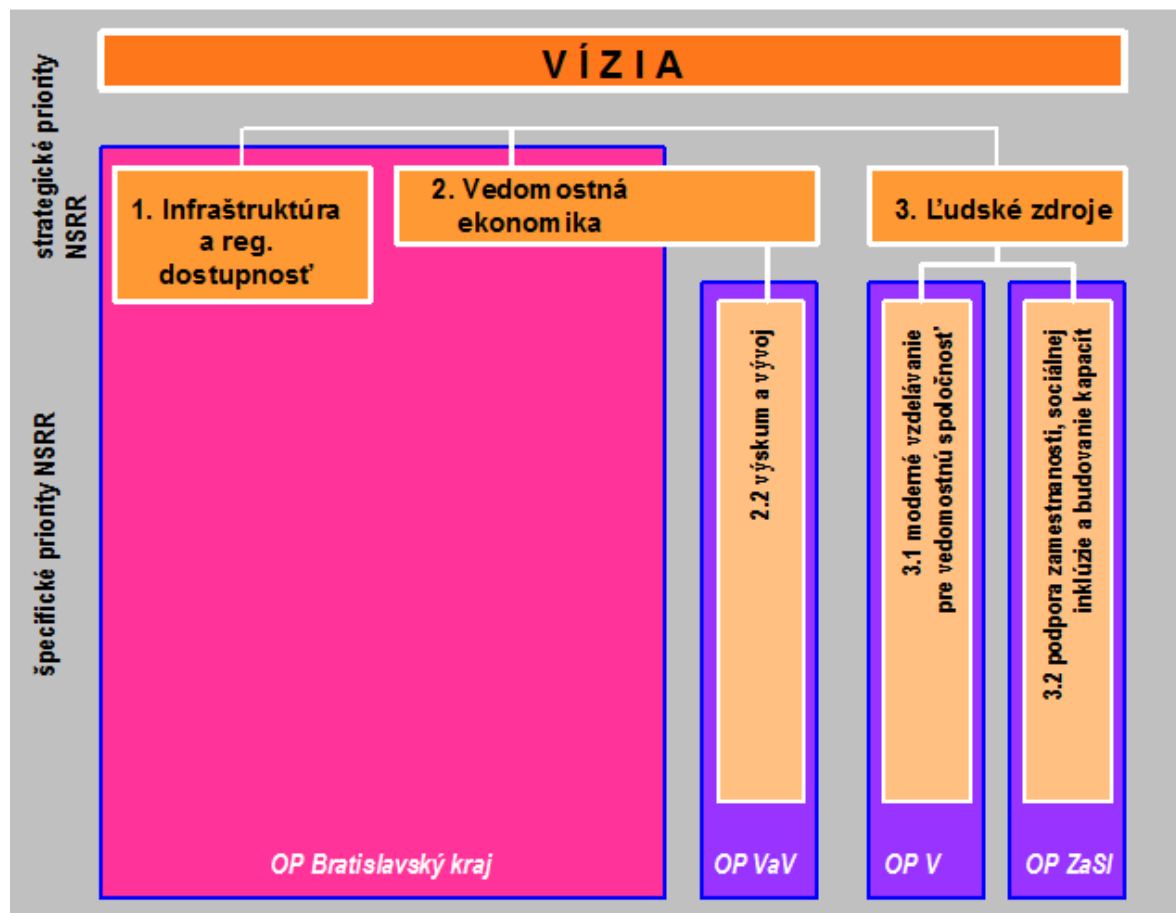 VÍZIA
strategické priority
NSRR
1. Infraštruktúra
a reg.
dostupnosť
2. Vedomostná
ekonomika
3. Ľudské zdroje
špecifické priority NSRR
2.2 výskum a vývoj
3.1 moderné vzdelávanie
pre vedomostnú spoločnosť
3.2 podpora zamestnanosti, sociálnej
inklúzie a budovanie kapacít
OP Bratislavský kraj
OP VaV
OP V
OP ZaSI